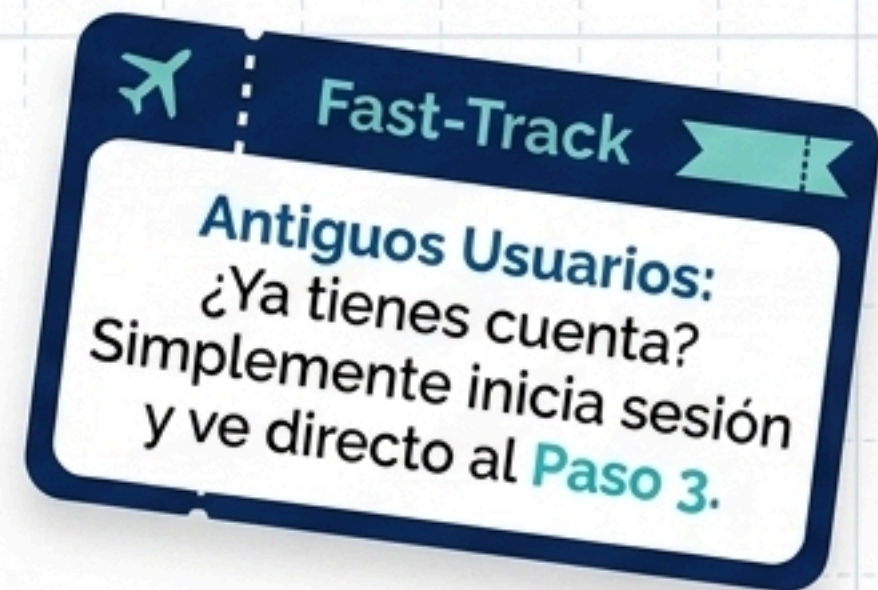 Fast-Track
Antiguos Usuarios:
¿Ya tienes cuenta?
Simplemente inicia sesión
y ve directo al Paso 3.